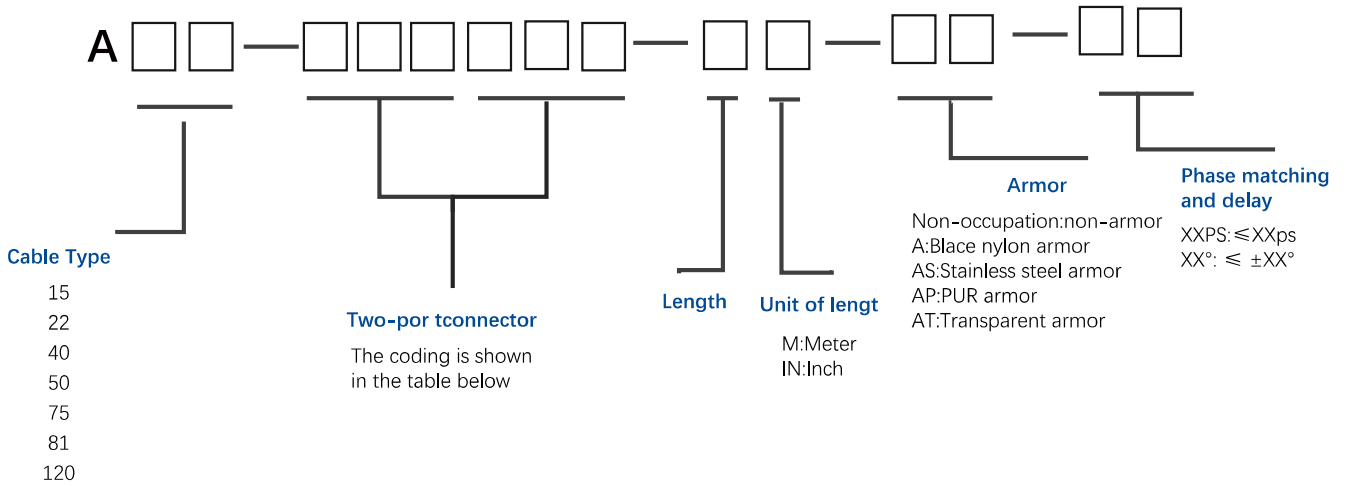 A
Cable Type
15
22
40
50
75
81
120
Two-por tconnector
The coding is shown
in the table below
Length
Unit of lengt
M:Meter
IN:Inch
Armor
Non-occupation:non-armor
A:Blace nylon armor
AS:Stainless steel armor
AP:PUR armor
AT:Transparent armor
Phase matching
and delay
XXPS:≤XXps
XX°: ≤ ±XX°